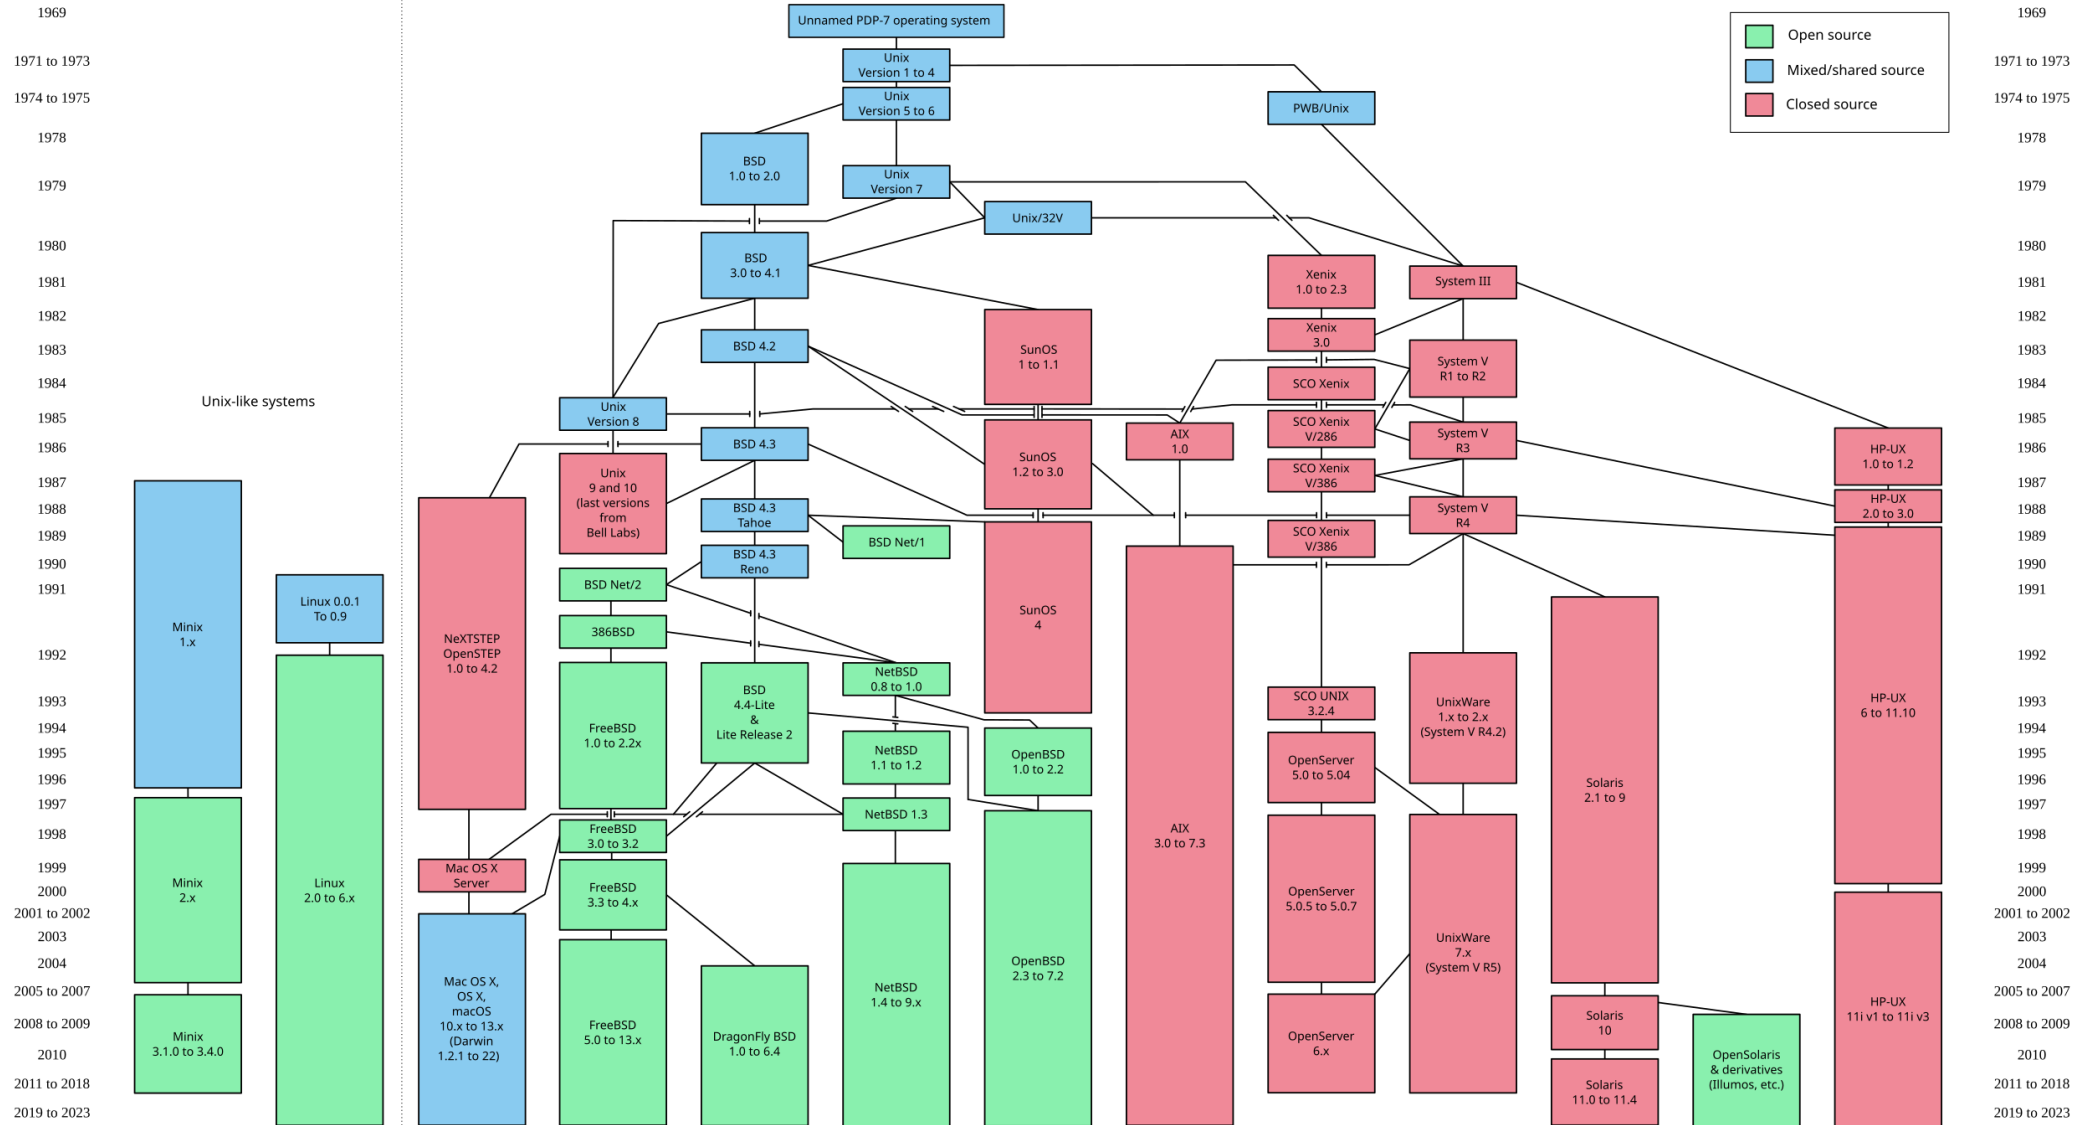 1969
1971 to 1973
1974 to 1975
1978
1979
1980
1981
1982
1983
1984
1985
1986
1987
1988
1989
1990
1991
1992
1993
1994
1995
1996
1997
1998
1999
2000
2001 to 2002
2003
2004
2005 to 2007
2008 to 2009
2010
2011 to 2018
2019 to 2023
Unix-like systems
Minix
1.x
Minix
2.x
Minix
3.1.0 to 3.4.0
Linux 0.0.1
To 0.9
Linux
2.0 to 6.x
Unnamed PDP-7 operating system
Unix
Version 1 to 4
Unix
Version 5 to 6
PWB/Unix
BSD
1.0 to 2.0
Unix
Version 7
Unix/32V
BSD
3.0 to 4.1
Xenix
1.0 to 2.3
System III
SunOS
1 to 1.1
Xenix
3.0
BSD 4.2
System V
R1 to R2
SCO Xenix
Unix
Version 8
SCO Xenix
V/286
AIX
1.0
System V
R3
BSD 4.3
SunOS
1.2 to 3.0
HP-UX
1.0 to 1.2
Unix
9 and 10
(last versions
from
Bell Labs)
SCO Xenix
V/386
HP-UX
2.0 to 3.0
BSD 4.3
Tahoe
System V
R4
BSD Net/1
SCO Xenix
V/386
BSD 4.3
Reno
BSD Net/2
SunOS
4
386BSD
NeXTSTEP
OpenSTEP
1.0 to 4.2
NetBSD
0.8 to 1.0
BSD
4.4-Lite
&
Lite Release 2
SCO UNIX
3.2.4
UnixWare
1.x to 2.x
(System V R4.2)
HP-UX
6 to 11.10
FreeBSD
1.0 to 2.2x
NetBSD
1.1 to 1.2
OpenBSD
1.0 to 2.2
OpenServer
5.0 to 5.04
Solaris
2.1 to 9
NetBSD 1.3
FreeBSD
3.0 to 3.2
AIX
3.0 to 7.3
Mac OS X
Server
FreeBSD
3.3 to 4.x
OpenServer
5.0.5 to 5.0.7
UnixWare
7.x
(System V R5)
Mac OS X,
OS X,
macOS
10.x to 13.x
(Darwin
1.2.1 to 22)
FreeBSD
5.0 to 13.x
DragonFly BSD
1.0 to 6.4
NetBSD
1.4 to 9.x
OpenBSD
2.3 to 7.2
OpenServer
6.x
Solaris
10
Solaris
11.0 to 11.4
OpenSolaris
& derivatives
(Illumos, etc.)
HP-UX
11i v1 to 11i v3
Open source
Mixed/shared source
Closed source
1969
1971 to 1973
1974 to 1975
1978
1979
1980
1981
1982
1983
1984
1985
1986
1987
1988
1989
1990
1991
1992
1993
1994
1995
1996
1997
1998
1999
2000
2001 to 2002
2003
2004
2005 to 2007
2008 to 2009
2010
2011 to 2018
2019 to 2023